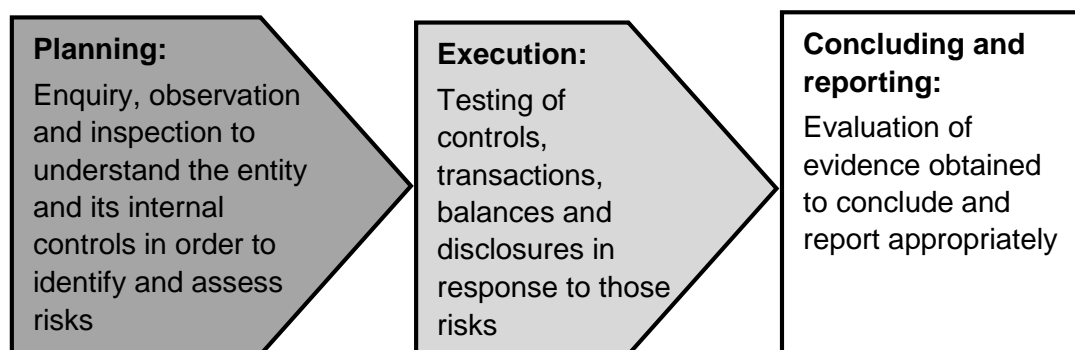 Planning:
Enquiry, observation
and inspection to
understand the entity
and its internal
controls in order to
identify and assess
risks
Execution:
Testing of
controls,
transactions,
balances and
disclosures in
response to those
risks
Concluding and
reporting:
Evaluation of
evidence obtained
to conclude and
report appropriately